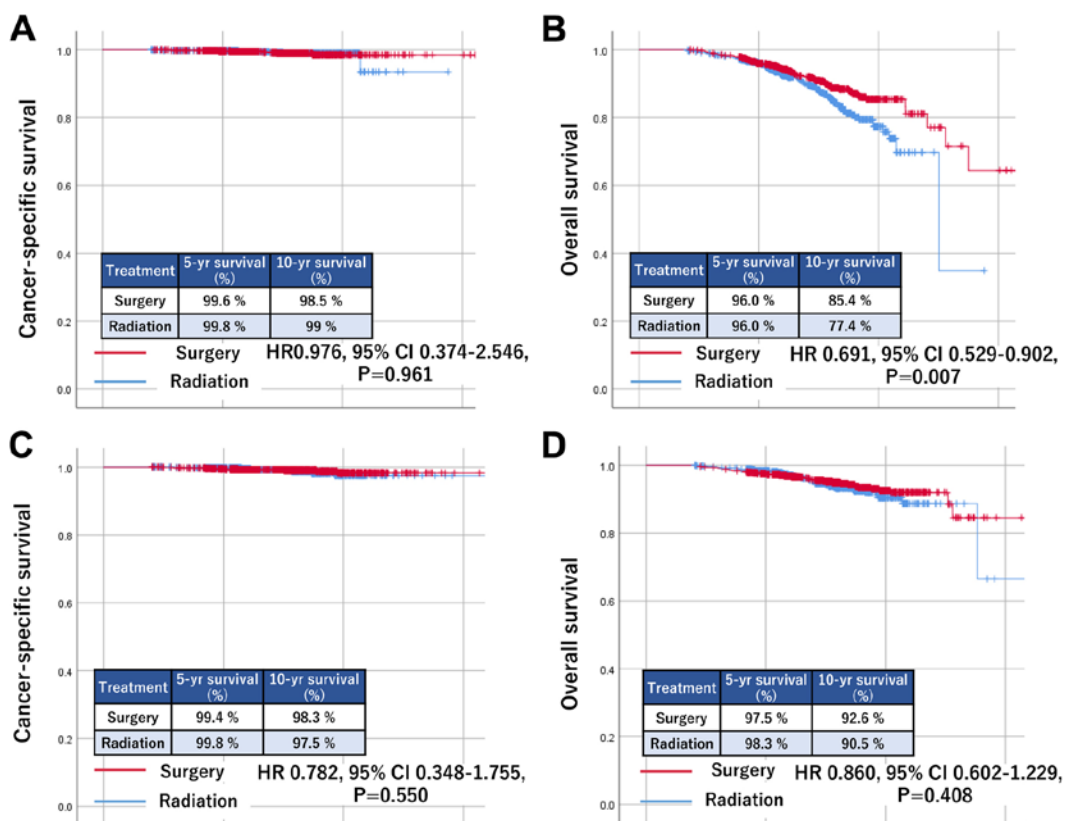 A
Cancer-specific survival
1.0
0.8
0.6
0.4
0.2
0.0
Treatment 5-yr survival (%) 10-yr survival (%)
Surgery 99.6 % 98.5 %
Radiation 99.8 % 99 %
Surgery
Radiation
HR0.976, 95% CI 0.374-2.546,
P=0.961
B
Overall survival
1.0
0.8
0.6
0.4
0.2
0.0
Treatment 5-yr survival (%) 10-yr survival (%)
Surgery 96.0 % 85.4 %
Radiation 96.0 % 77.4 %
Surgery
Radiation
HR 0.691, 95% CI 0.529-0.902,
P=0.007
C
Cancer-specific survival
1.0
0.8
0.6
0.4
0.2
0.0
Treatment 5-yr survival (%) 10-yr survival (%)
Surgery 99.4 % 98.3 %
Radiation 99.8 % 97.5 %
Surgery
Radiation
HR 0.782, 95% CI 0.348-1.755,
P=0.550
D
Overall survival
1.0
0.8
0.6
0.4
0.2
0.0
Treatment 5-yr survival (%) 10-yr survival (%)
Surgery 97.5 % 92.6 %
Radiation 98.3 % 90.5 %
Surgery
Radiation
HR 0.860, 95% CI 0.602-1.229,
P=0.408